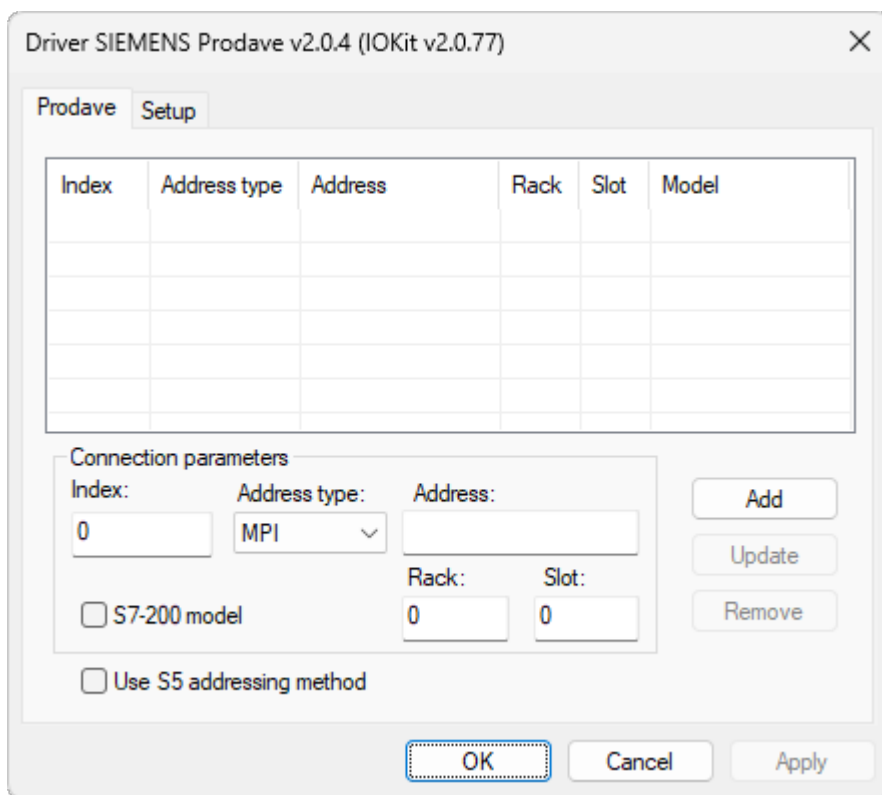 Driver SIEMENS Prodave v2.0.4 (IOKit v2.0.77)
Prodave Setup
Index Address type Address Rack Slot Model
Connection parameters
Index: Address type: Address:
0 MPI
Add
Update
Rack: Slot:
S7-200 model 0 0
Remove
Use S5 addressing method
OK Cancel Apply